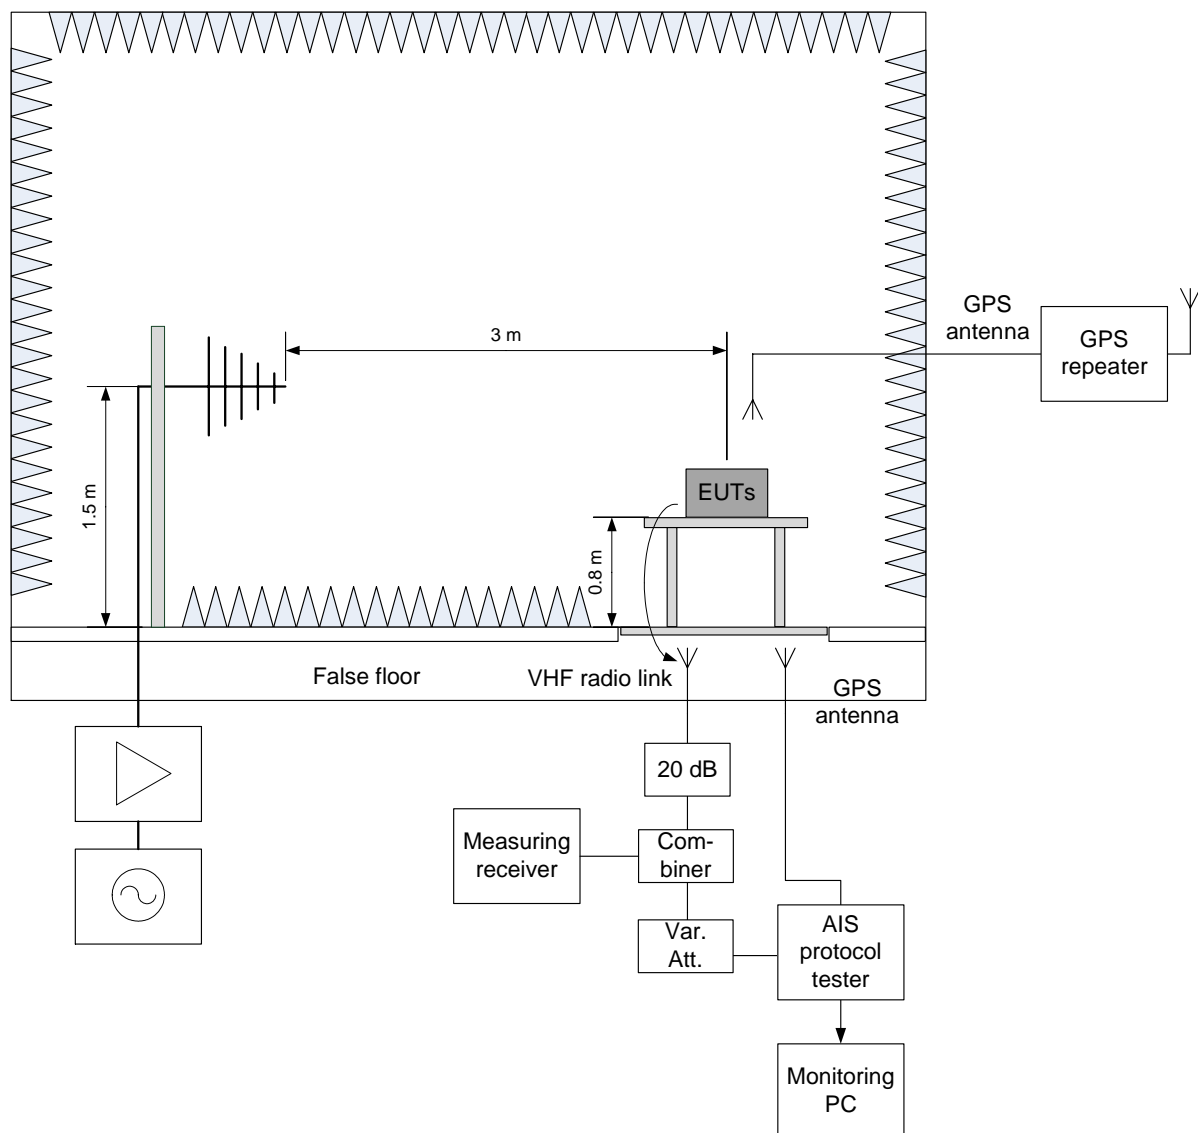 GPS
antenna
GPS
repeater
3 m
1.5 m
EUTs
0.8 m
False floor
VHF radio link
GPS
antenna
20 dB
Measuring
receiver
Com-
biner
Var.
Att.
AIS
protocol
tester
Monitoring
PC